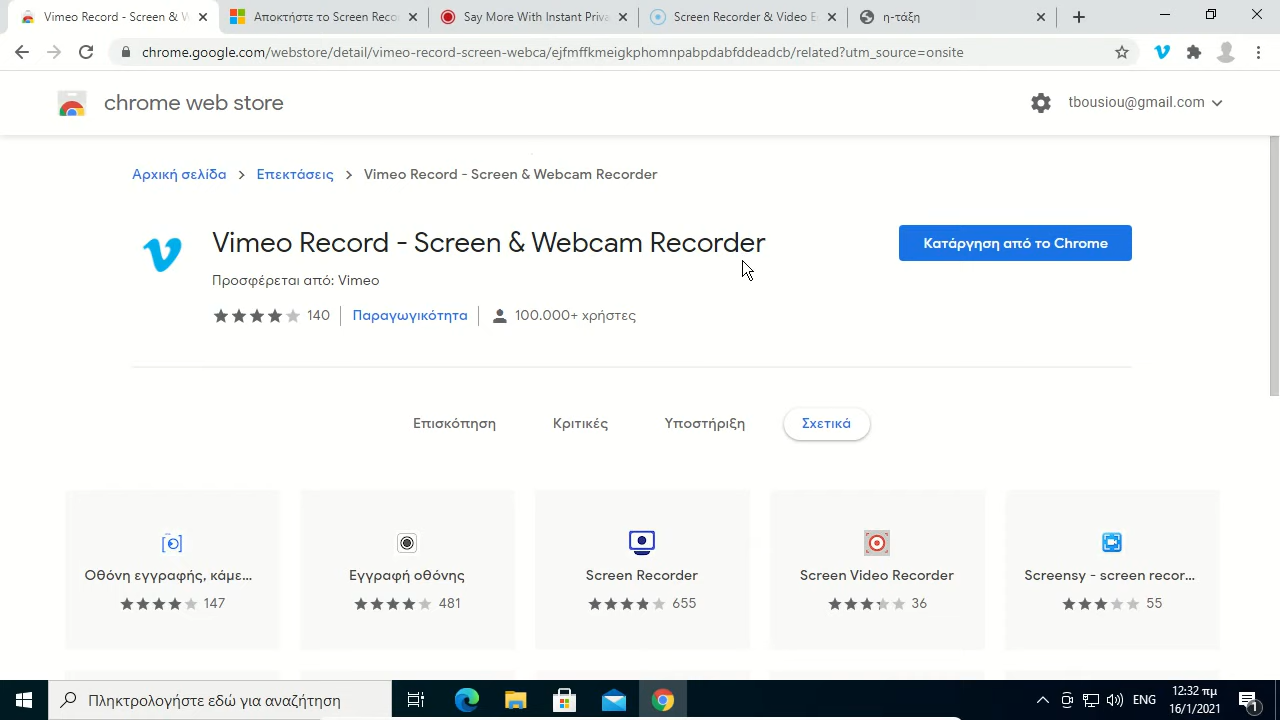 Vimeo Record - Screen & W
Αποκτήστε το Screen Reco
Say More With Instant Priva
Screen Recorder & Video E
η-τάξη
chrome.google.com/webstore/detail/vimeo-record-screen-webca/ejfmffkmeigkphomnpabpdabfdcleadcb/related?utm_source=onsite
chrome web store
tbousiou@gmail.com
Αρχική σελίδα
Επεκτάσεις
Vimeo Record - Screen & Webcam Recorder
Vimeo Record - Screen & Webcam Recorder
Κατάργηση από το Chrome
Προσφέρεται από: Vimeo
140
Παραγωγικότητα
100.000+ χρήστες
Επισκόπηση
Κριτικές
Υποστήριξη
Σχετικά
Οθόνη εγγραφής, κάμε...
147
Εγγραφή οθόνης
481
Screen Recorder
655
Screen Video Recorder
36
Screensy - screen recor...
55
Πληκτρολογήστε εδώ για αναζήτηση
ENG
12:32 πμ
16/1/2021
1